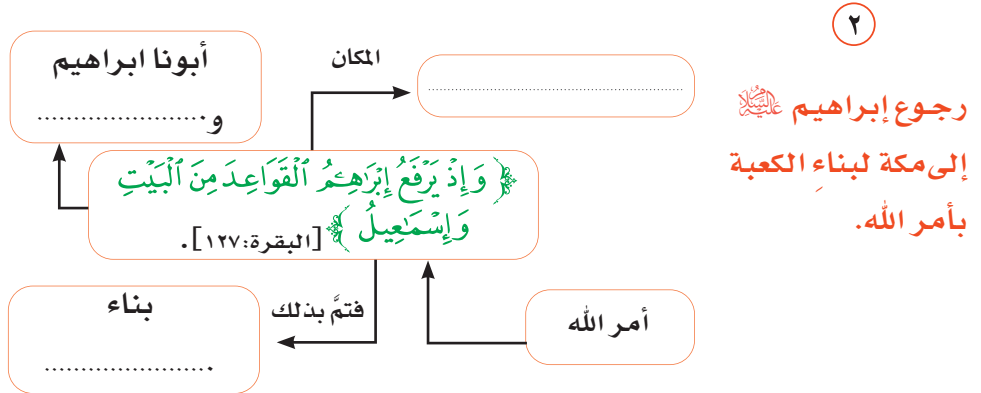 ٢
رجوع إبراهيم عليه السلام
إلى مكة لبناءِ الكعبة
بأمر الله.
المكان
......................................................
أبونا ابراهيم
و.......................
﴿ وَإِذْ يَرْفَعُ إِبْرَٰهِـۧمُ ٱلْقَوَاعِدَ مِنَ ٱلْبَيْتِ
وَإِسْمَٰعِيلُ ﴾ [البقرة:١٢٧].
أمر الله
فتمَّ بذلك
بناء
.......................